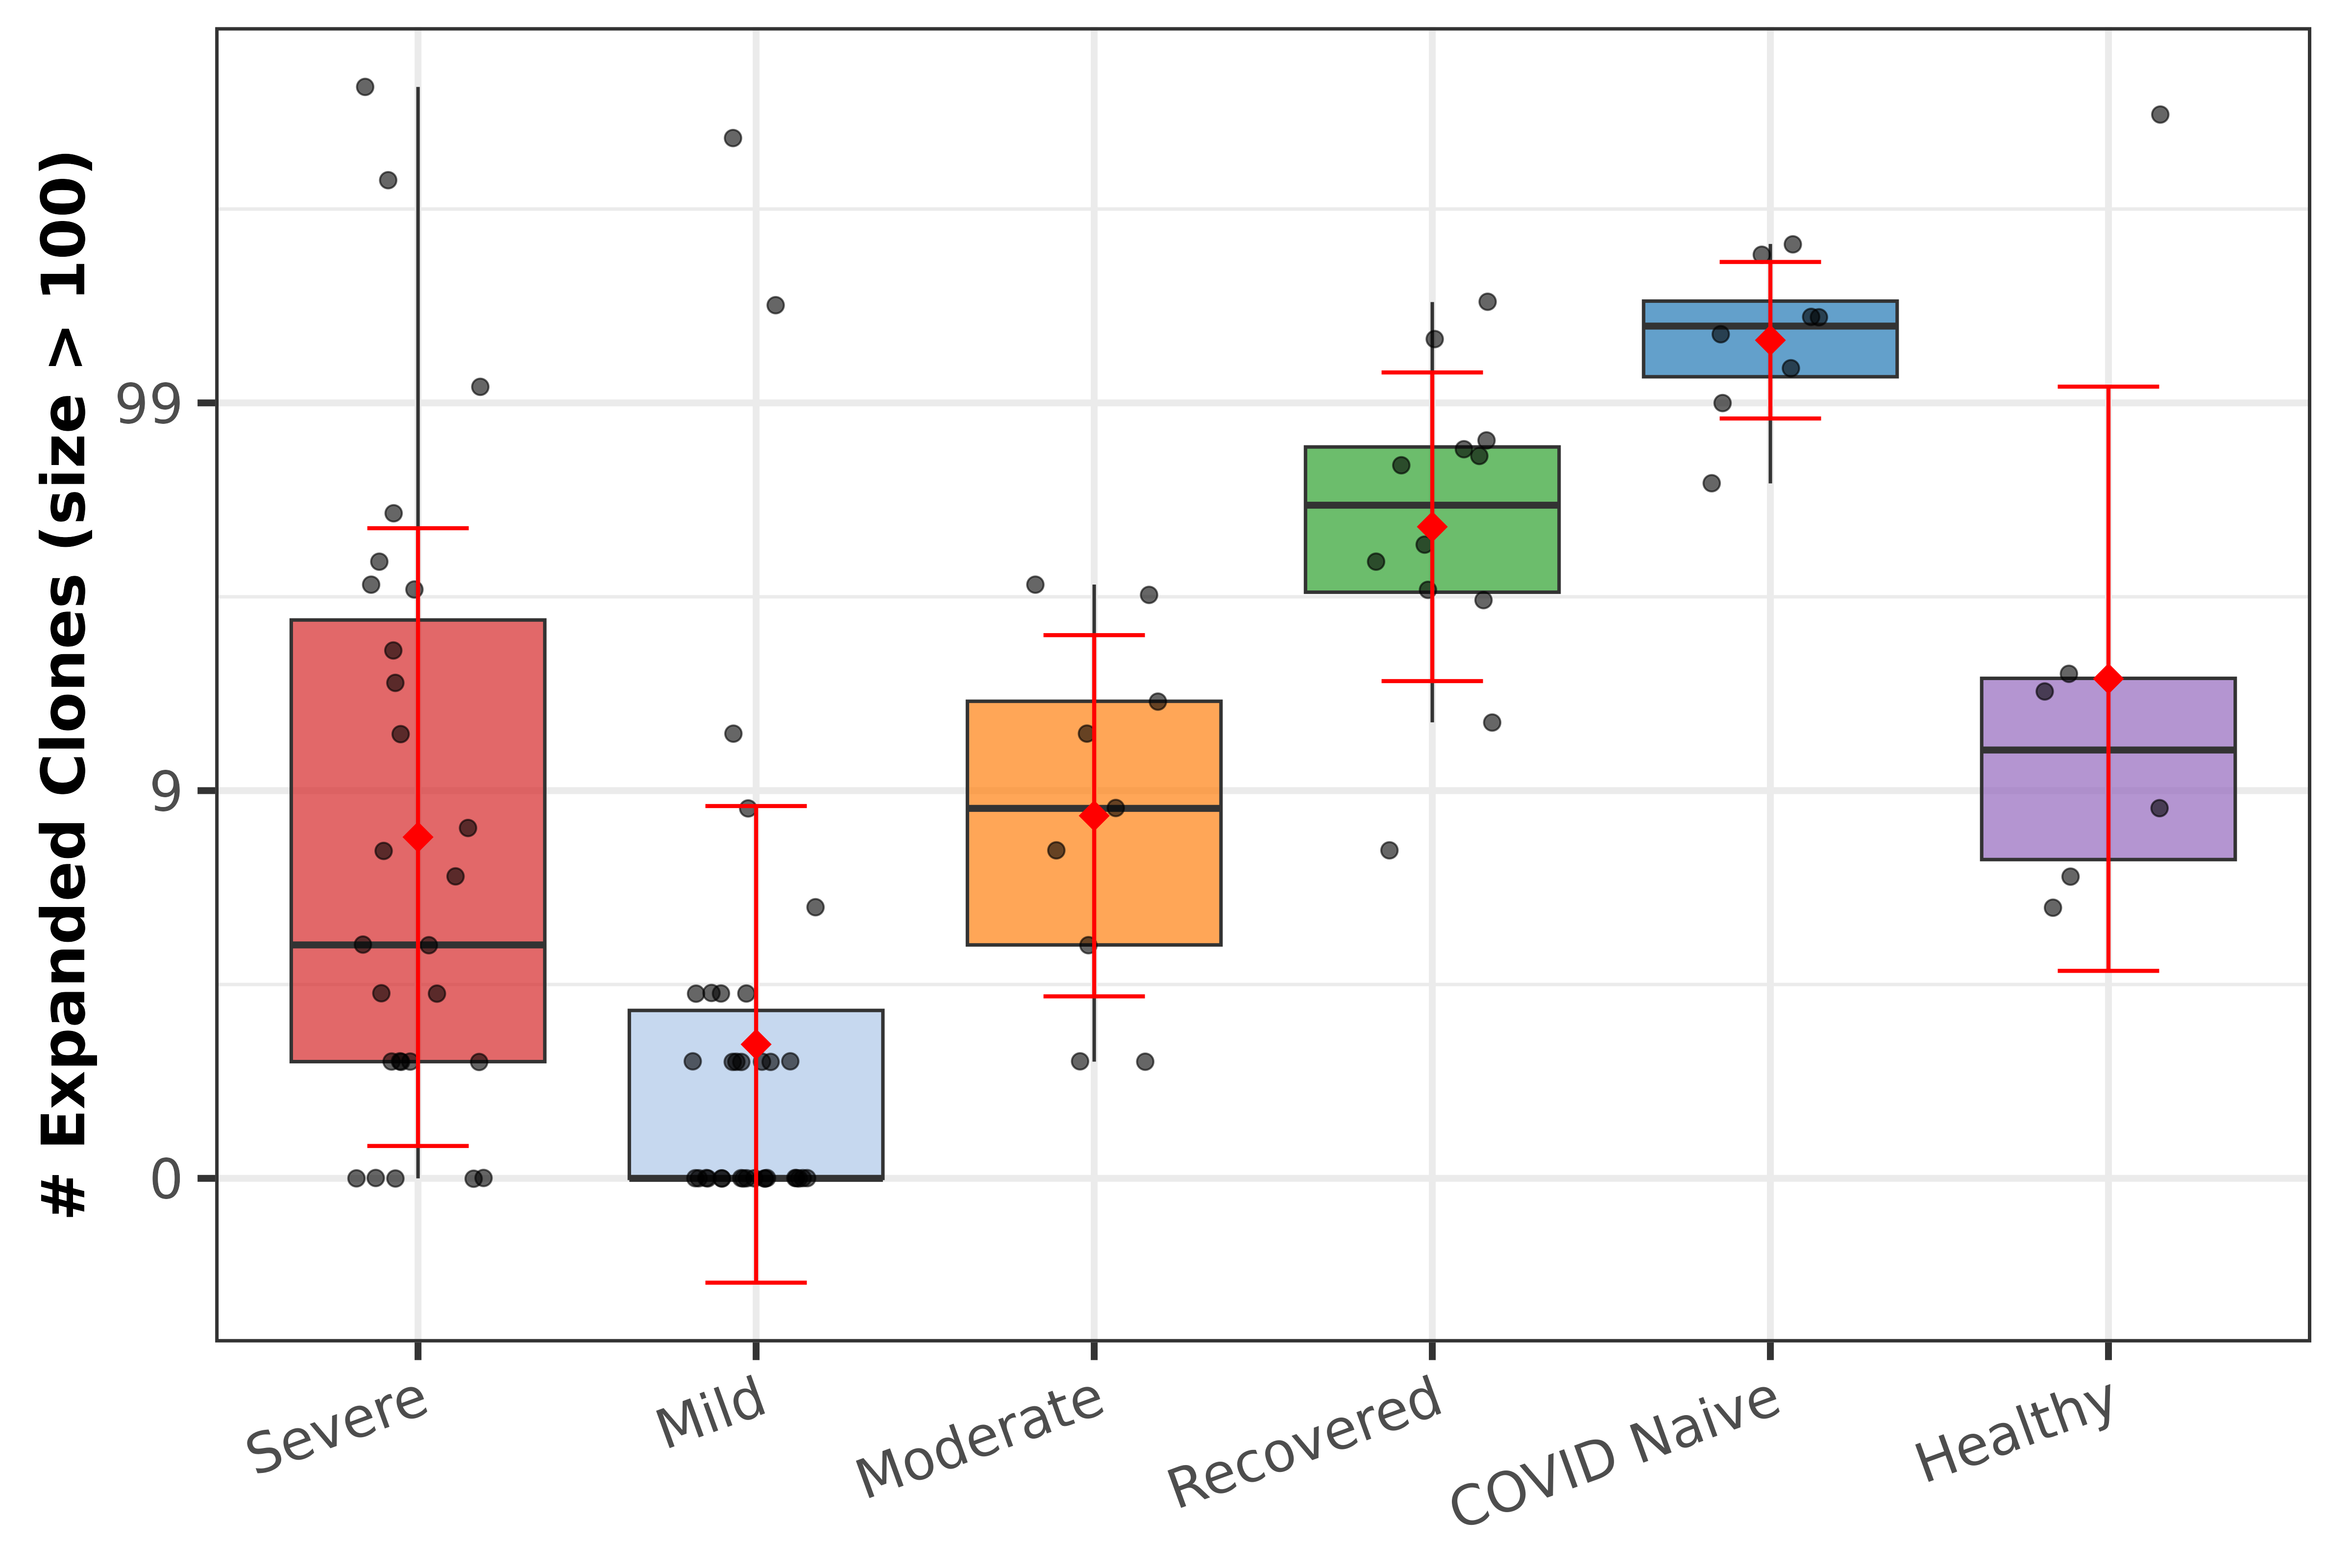 # Expanded Clones (size > 100)
99
9
0
Severe
Mild
Moderate
Recovered
COVID Naive
Healthy